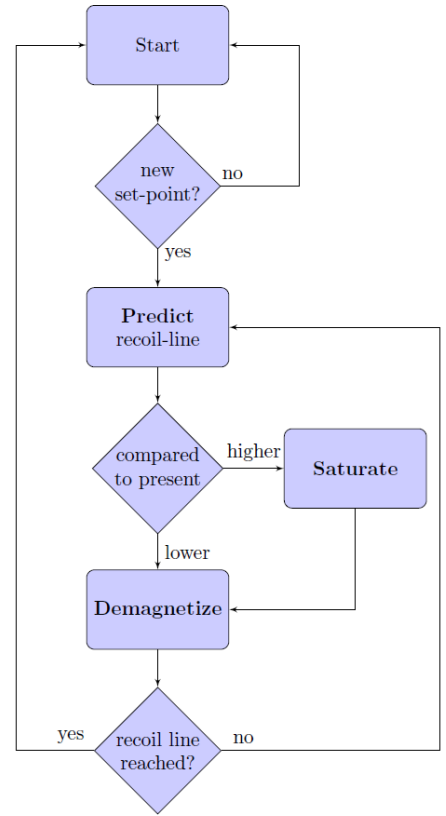 Start
new
set-point?
no
yes
Predict
recoil-line
compared
to present
higher
Saturate
lower
Demagnetize
yes
recoil line
reached?
no